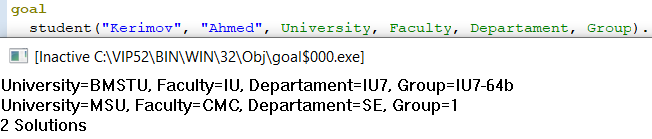 goal
student("Kerimov", "Ahmed", University, Faculty, Departament, Group).
[Inactive C:\VIP52\BIN\WIN\32\Obj\goal$000.exe]
University=BMSTU, Faculty=IU, Departament=IU7, Group=IU7-64b
University=MSU, Faculty=CMC, Departament=SE, Group=1
2 Solutions